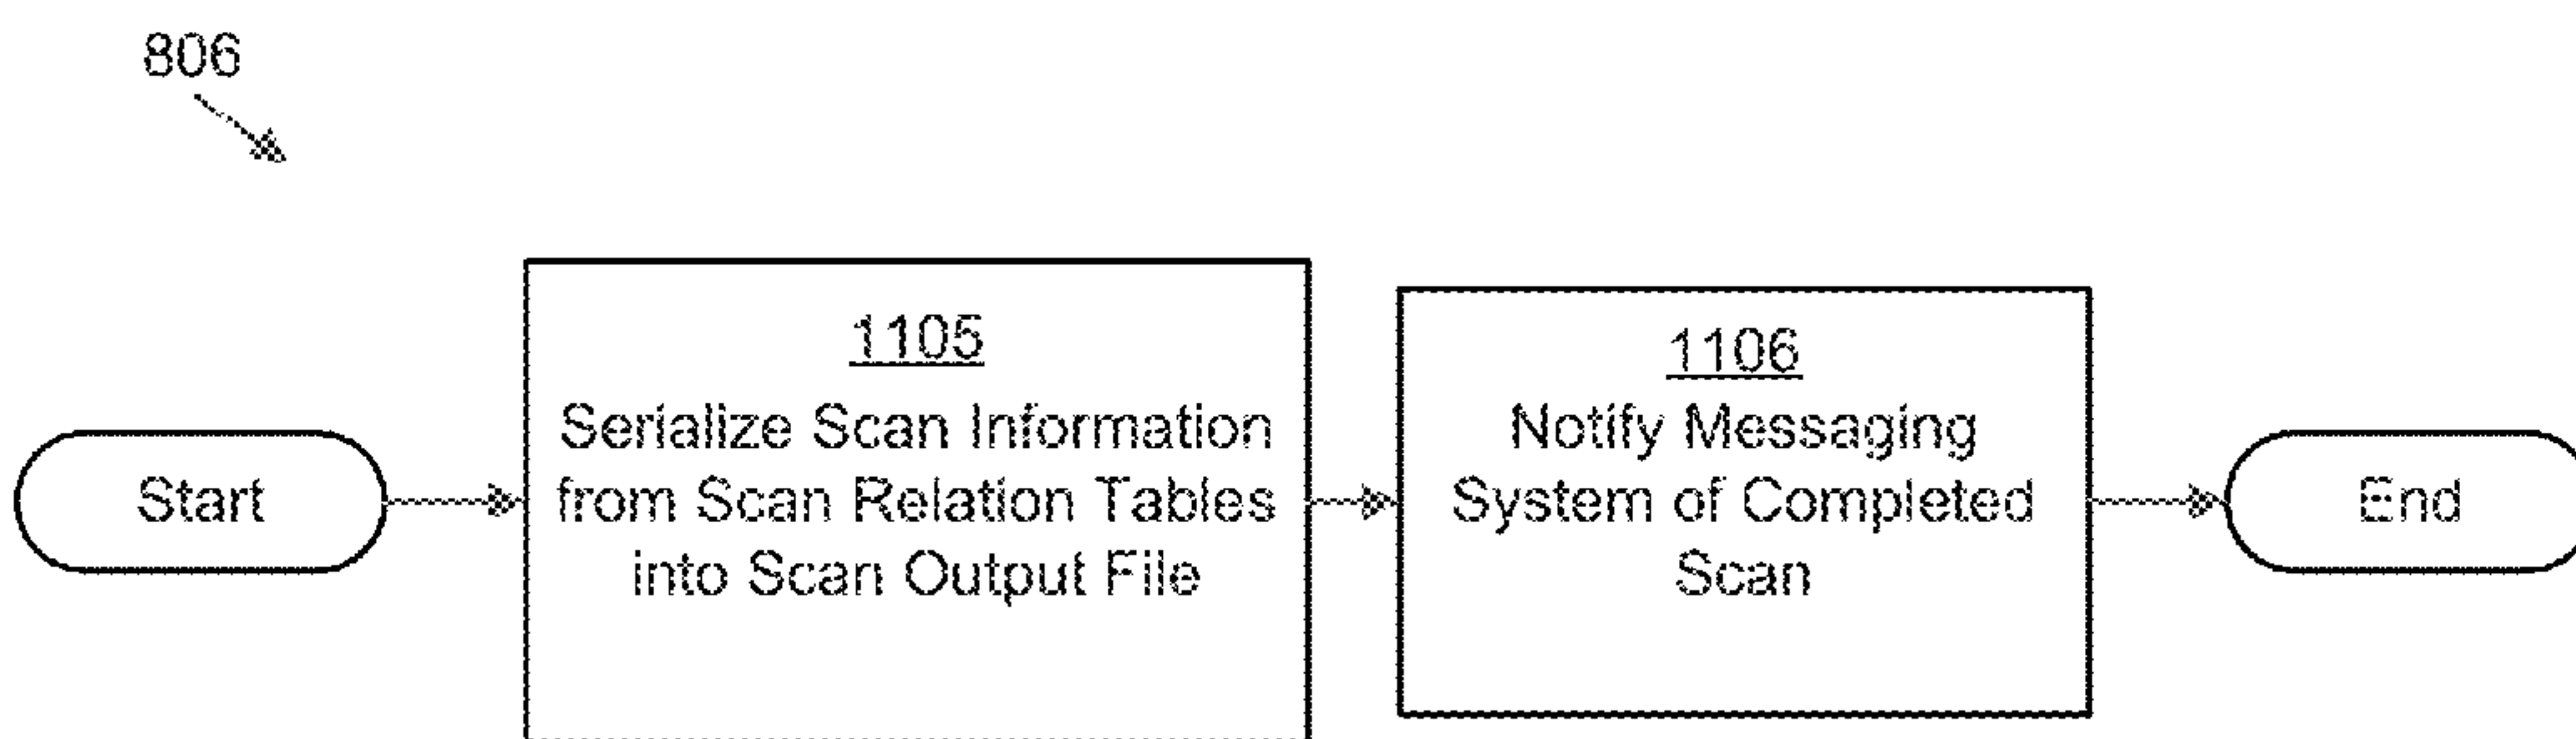 806
Start
1105
Serialize Scan Information
from Scan Relation Tables
into Scan Output File
1106
Notify Messaging
System of Completed
Scan
End